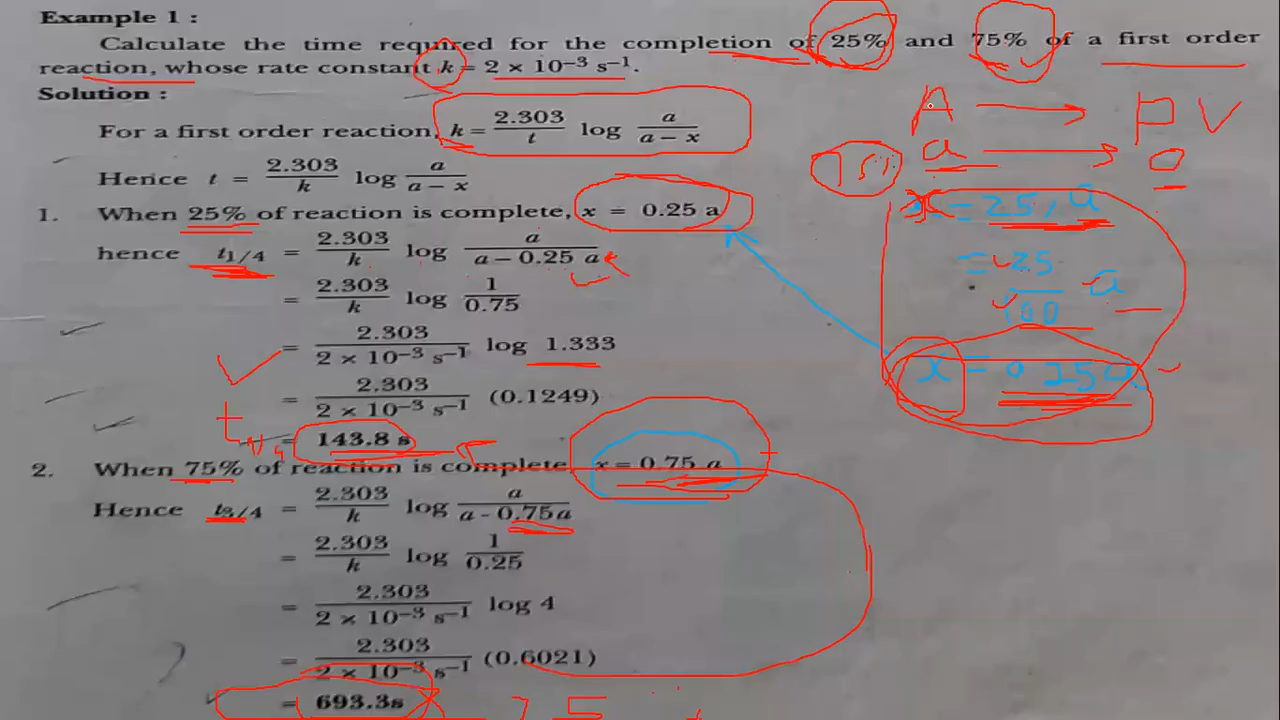 Example 1 :
Calculate the time required for the completion of 25% and 75% of a first order
reaction, whose rate constant k = 2 × 10⁻³ s⁻¹.
Solution :
For a first order reaction, k = 2.303/t log a/(a − x)
Hence t = 2.303/k log a/(a − x)
1. When 25% of reaction is complete, x = 0.25 a
hence t1/4 = 2.303/k log a/(a − 0.25 a)
= 2.303/k log 1/0.75
= 2.303/(2 × 10⁻³ s⁻¹) log 1.333
= 2.303/(2 × 10⁻³ s⁻¹) (0.1249)
= 143.8 s
2. When 75% of reaction is complete x = 0.75 a
Hence t3/4 = 2.303/k log a/(a - 0.75a)
= 2.303/k log 1/0.25
= 2.303/(2 × 10⁻³ s⁻¹) log 4
= 2.303/(2 × 10⁻³ s⁻¹) (0.6021)
= 693.3s
A → P
a → 0
x = 25% a
= 25/100 a
x = 0.25a